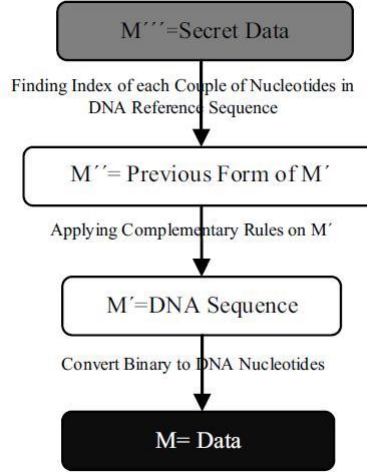 M´´´=Secret Data
Finding Index of each Couple of Nucleotides in
DNA Reference Sequence
M´´= Previous Form of M´
Applying Complementary Rules on M´
M´=DNA Sequence
Convert Binary to DNA Nucleotides
M= Data